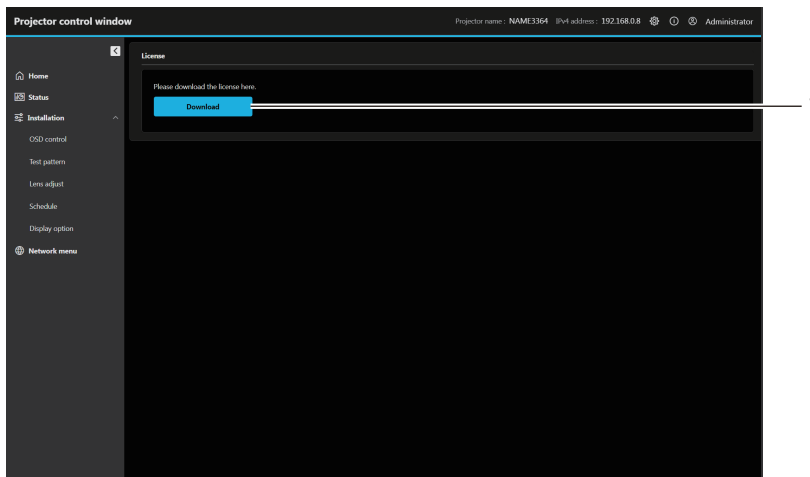 Projector control window
Projector name : NAME3364 IPv4 address : 192.168.0.8 Administrator
License
Home
Please download the license here.
Status
Download
Installation
OSD control
Test pattern
Lens adjust
Schedule
Display option
Network menu